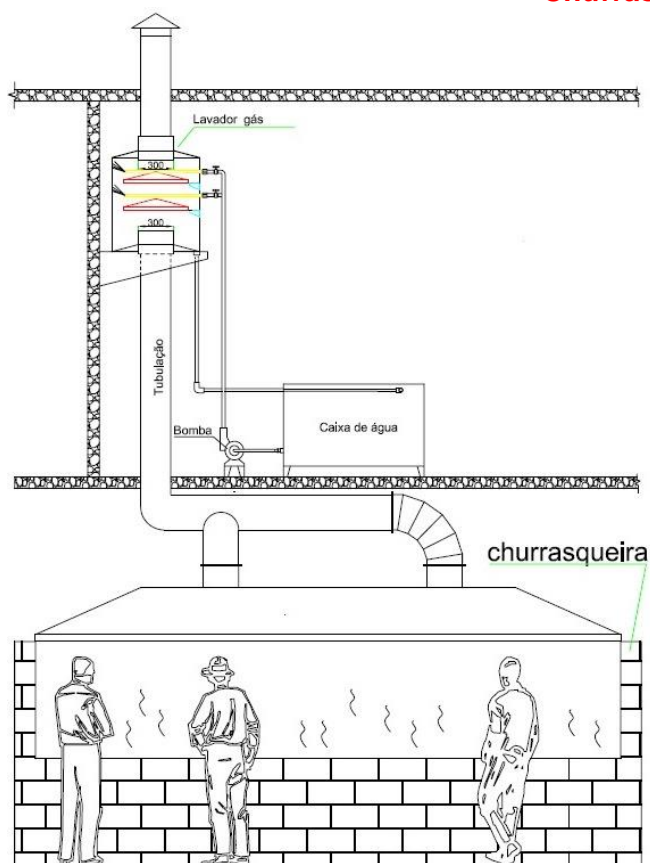 Lavador gás
300
300
Tubulação
Bomba
Caixa de água
churrasqueira